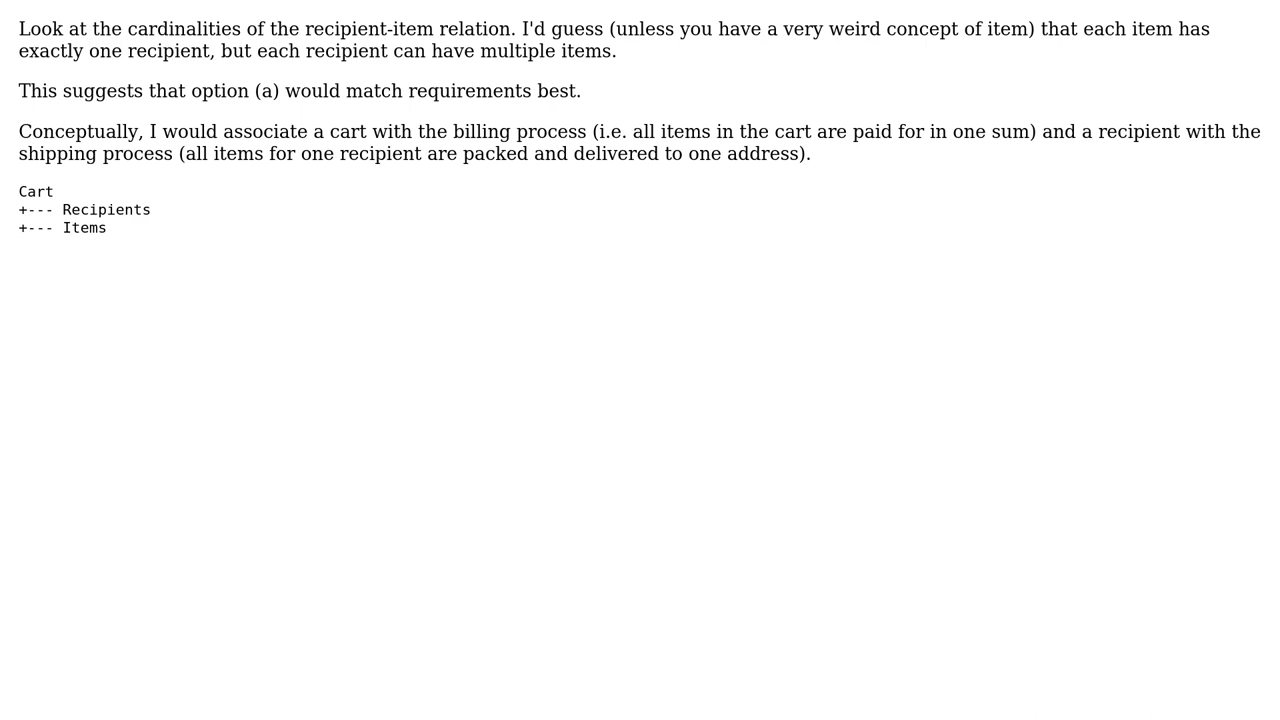 Look at the cardinalities of the recipient-item relation. I'd guess (unless you have a very weird concept of item) that each item has
exactly one recipient, but each recipient can have multiple items.
This suggests that option (a) would match requirements best.
Conceptually, I would associate a cart with the billing process (i.e. all items in the cart are paid for in one sum) and a recipient with the
shipping process (all items for one recipient are packed and delivered to one address).
Cart
+--- Recipients
+--- Items